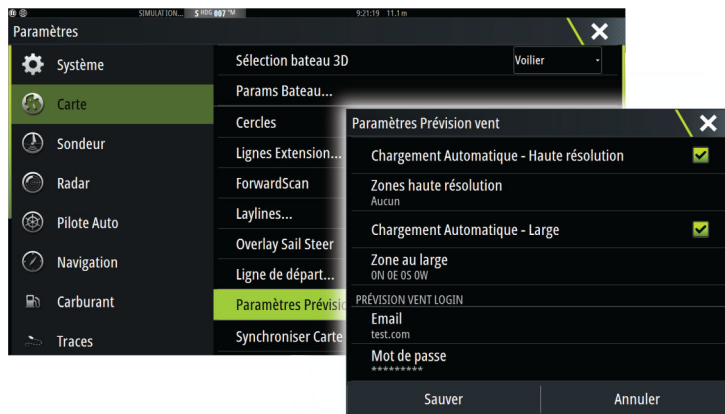 SIMULATION... S HDG 007 °M 9:21:19 11.1 m
Paramètres
Système
Carte
Sondeur
Radar
Pilote Auto
Navigation
Carburant
Traces
Sélection bateau 3D Voilier
Params Bateau...
Cercles
Lignes Extension...
ForwardScan
Laylines...
Overlay Sail Steer
Ligne de départ...
Paramètres Prévisio
Synchroniser Carte
Paramètres Prévision vent
Chargement Automatique - Haute résolution
Zones haute résolution
Aucun
Chargement Automatique - Large
Zone au large
0N 0E 0S 0W
PRÉVISION VENT LOGIN
Email
test.com
Mot de passe
*********
Sauver Annuler